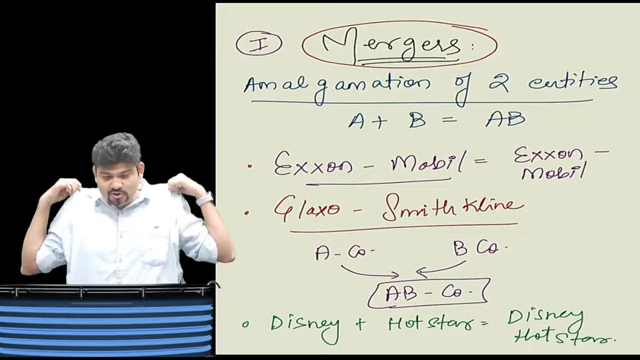 I Mergers:
Amalgamation of 2 entities
A + B = AB
• Exxon - Mobil = Exxon - Mobil
• Glaxo - Smithkline
A - Co. B Co.
AB - Co.
• Disney + Hotstar = Disney Hotstar.